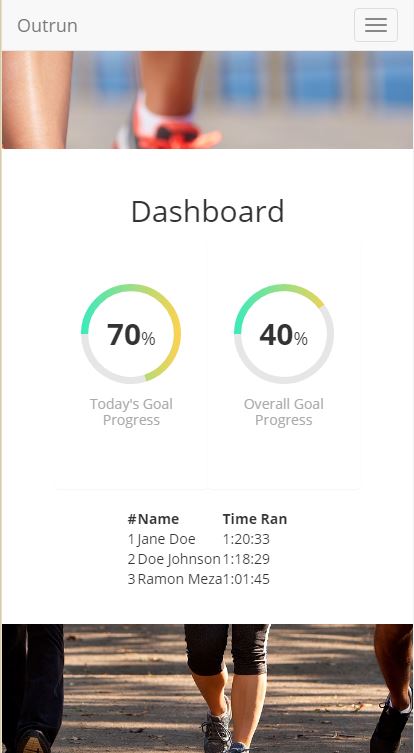 Outrun
Dashboard
70%
40%
Today's Goal
Progress
Overall Goal
Progress
# Name Time Ran
1 Jane Doe 1:20:33
2 Doe Johnson 1:18:29
3 Ramon Meza 1:01:45